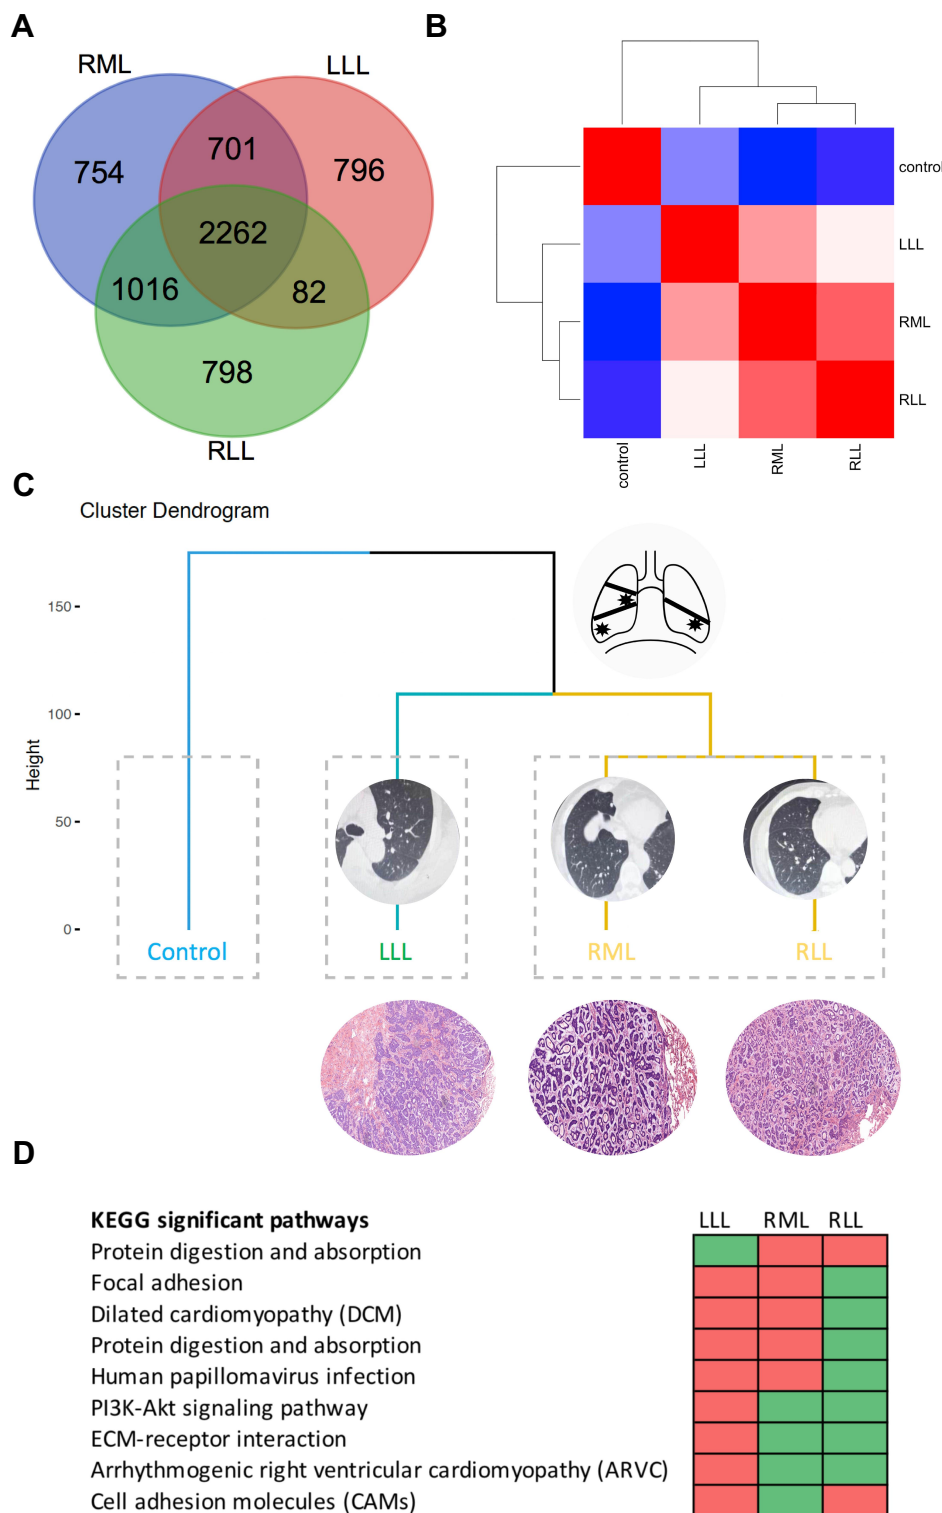 A
RML
LLL
754
701
796
2262
1016
82
798
RLL
B
control
LLL
RML
RLL
control
LLL
RML
RLL
C
Cluster Dendrogram
150
100
50
0
Height
Control
LLL
RML
RLL
D
KEGG significant pathways
LLL RML RLL
Protein digestion and absorption
Focal adhesion
Dilated cardiomyopathy (DCM)
Protein digestion and absorption
Human papillomavirus infection
PI3K-Akt signaling pathway
ECM-receptor interaction
Arrhythmogenic right ventricular cardiomyopathy (ARVC)
Cell adhesion molecules (CAMs)